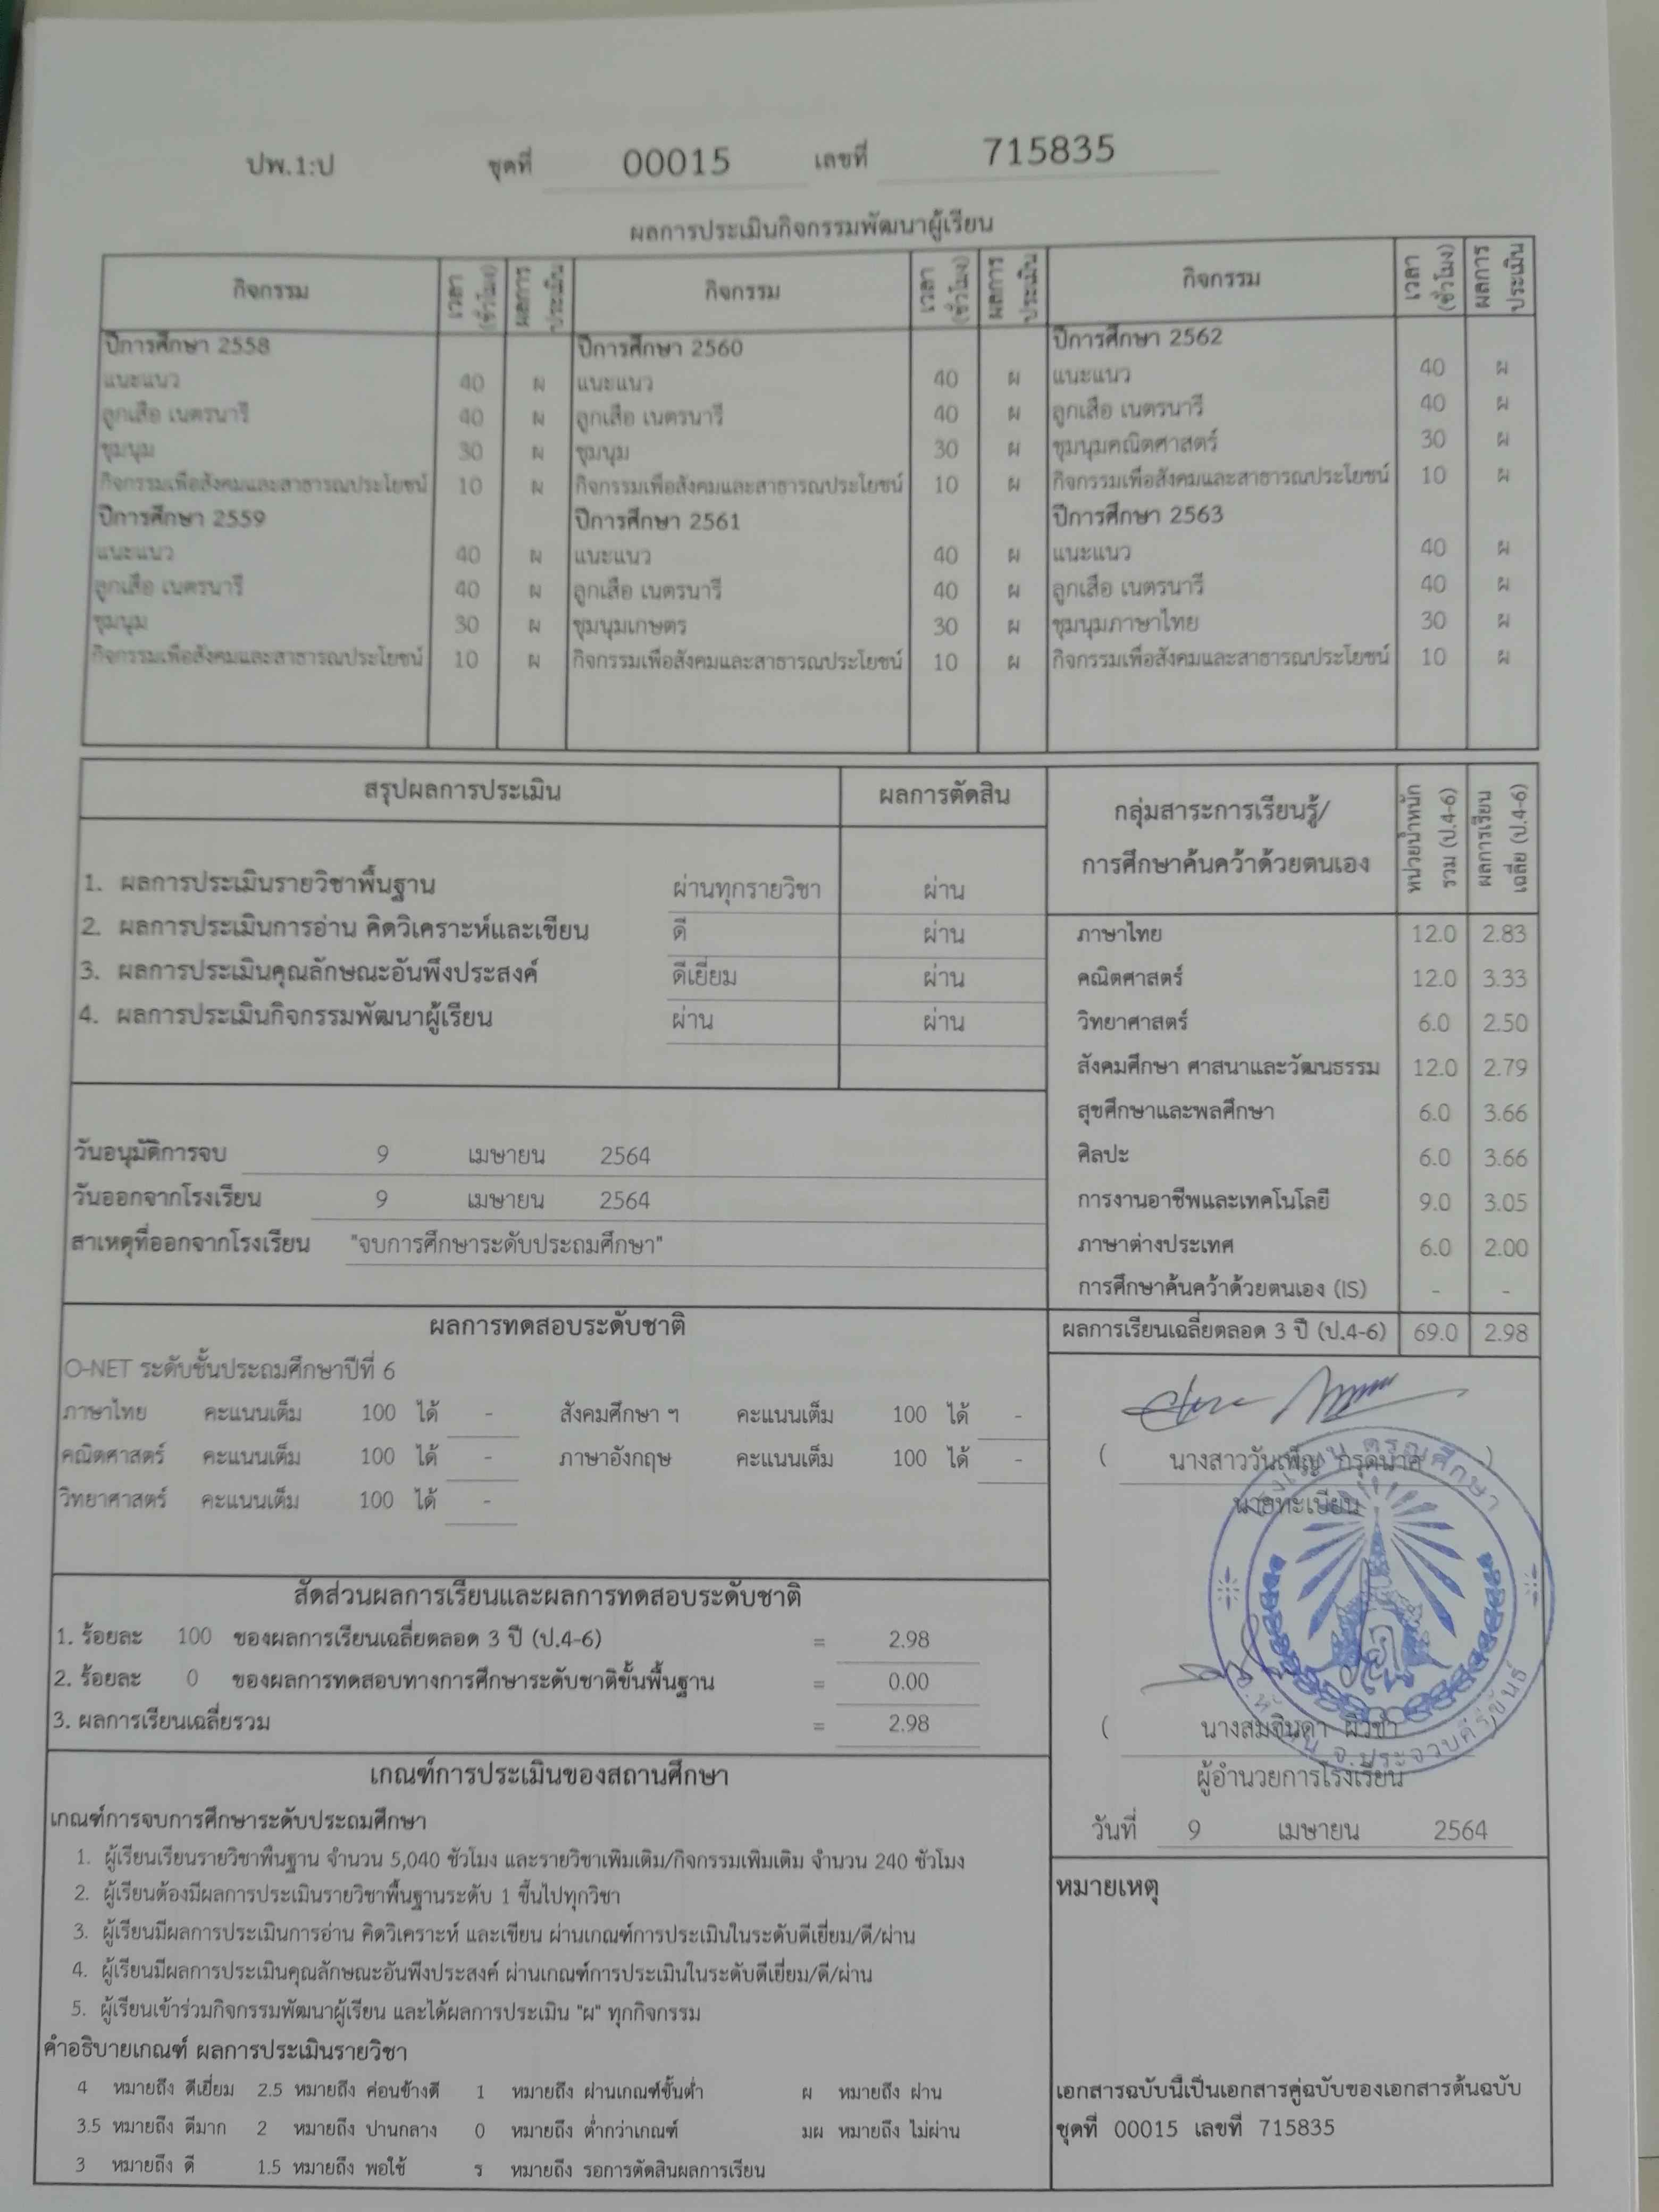 ปพ.1:ป ชุดที่ 00015 เลขที่ 715835
ผลการประเมินกิจกรรมพัฒนาผู้เรียน
กิจกรรม เวลา (ชั่วโมง) ผลการประเมิน กิจกรรม เวลา (ชั่วโมง) ผลการประเมิน กิจกรรม เวลา (ชั่วโมง) ผลการประเมิน
ปีการศึกษา 2558 ปีการศึกษา 2560 ปีการศึกษา 2562
แนะแนว 40 ผ แนะแนว 40 ผ แนะแนว 40 ผ
ลูกเสือ เนตรนารี 40 ผ ลูกเสือ เนตรนารี 40 ผ ลูกเสือ เนตรนารี 40 ผ
ชุมนุม 30 ผ ชุมนุม 30 ผ ชุมนุมคณิตศาสตร์ 30 ผ
กิจกรรมเพื่อสังคมและสาธารณประโยชน์ 10 ผ กิจกรรมเพื่อสังคมและสาธารณประโยชน์ 10 ผ กิจกรรมเพื่อสังคมและสาธารณประโยชน์ 10 ผ
ปีการศึกษา 2559 ปีการศึกษา 2561 ปีการศึกษา 2563
แนะแนว 40 ผ แนะแนว 40 ผ แนะแนว 40 ผ
ลูกเสือ เนตรนารี 40 ผ ลูกเสือ เนตรนารี 40 ผ ลูกเสือ เนตรนารี 40 ผ
ชุมนุม 30 ผ ชุมนุมเกษตร 30 ผ ชุมนุมภาษาไทย 30 ผ
กิจกรรมเพื่อสังคมและสาธารณประโยชน์ 10 ผ กิจกรรมเพื่อสังคมและสาธารณประโยชน์ 10 ผ กิจกรรมเพื่อสังคมและสาธารณประโยชน์ 10 ผ
สรุปผลการประเมิน ผลการตัดสิน
1. ผลการประเมินรายวิชาพื้นฐาน ผ่านทุกรายวิชา ผ่าน
2. ผลการประเมินการอ่าน คิดวิเคราะห์และเขียน ดี ผ่าน
3. ผลการประเมินคุณลักษณะอันพึงประสงค์ ดีเยี่ยม ผ่าน
4. ผลการประเมินกิจกรรมพัฒนาผู้เรียน ผ่าน ผ่าน
วันอนุมัติการจบ 9 เมษายน 2564
วันออกจากโรงเรียน 9 เมษายน 2564
สาเหตุที่ออกจากโรงเรียน "จบการศึกษาระดับประถมศึกษา"
กลุ่มสาระการเรียนรู้/
การศึกษาค้นคว้าด้วยตนเอง
หน่วยน้ำหนัก
รวม (ป.4-6)
ผลการเรียน
เฉลี่ย (ป.4-6)
ภาษาไทย 12.0 2.83
คณิตศาสตร์ 12.0 3.33
วิทยาศาสตร์ 6.0 2.50
สังคมศึกษา ศาสนาและวัฒนธรรม 12.0 2.79
สุขศึกษาและพลศึกษา 6.0 3.66
ศิลปะ 6.0 3.66
การงานอาชีพและเทคโนโลยี 9.0 3.05
ภาษาต่างประเทศ 6.0 2.00
การศึกษาค้นคว้าด้วยตนเอง (IS) - -
ผลการเรียนเฉลี่ยตลอด 3 ปี (ป.4-6) 69.0 2.98
ผลการทดสอบระดับชาติ
O-NET ระดับชั้นประถมศึกษาปีที่ 6
ภาษาไทย คะแนนเต็ม 100 ได้ - สังคมศึกษา ฯ คะแนนเต็ม 100 ได้ -
คณิตศาสตร์ คะแนนเต็ม 100 ได้ - ภาษาอังกฤษ คะแนนเต็ม 100 ได้ -
วิทยาศาสตร์ คะแนนเต็ม 100 ได้ -
สัดส่วนผลการเรียนและผลการทดสอบระดับชาติ
1. ร้อยละ 100 ของผลการเรียนเฉลี่ยตลอด 3 ปี (ป.4-6) = 2.98
2. ร้อยละ 0 ของผลการทดสอบทางการศึกษาระดับชาติขั้นพื้นฐาน = 0.00
3. ผลการเรียนเฉลี่ยรวม = 2.98
( นางสาววันเพ็ญ ครุฑนาค )
นายทะเบียน
( นางสมจินดา ผิวขำ )
ผู้อำนวยการโรงเรียน
วันที่ 9 เมษายน 2564
เกณฑ์การประเมินของสถานศึกษา
เกณฑ์การจบการศึกษาระดับประถมศึกษา
1. ผู้เรียนเรียนรายวิชาพื้นฐาน จำนวน 5,040 ชั่วโมง และรายวิชาเพิ่มเติม/กิจกรรมเพิ่มเติม จำนวน 240 ชั่วโมง
2. ผู้เรียนต้องมีผลการประเมินรายวิชาพื้นฐานระดับ 1 ขึ้นไปทุกวิชา
3. ผู้เรียนมีผลการประเมินการอ่าน คิดวิเคราะห์ และเขียน ผ่านเกณฑ์การประเมินในระดับดีเยี่ยม/ดี/ผ่าน
4. ผู้เรียนมีผลการประเมินคุณลักษณะอันพึงประสงค์ ผ่านเกณฑ์การประเมินในระดับดีเยี่ยม/ดี/ผ่าน
5. ผู้เรียนเข้าร่วมกิจกรรมพัฒนาผู้เรียน และได้ผลการประเมิน "ผ" ทุกกิจกรรม
คำอธิบายเกณฑ์ ผลการประเมินรายวิชา
4 หมายถึง ดีเยี่ยม 2.5 หมายถึง ค่อนข้างดี 1 หมายถึง ผ่านเกณฑ์ขั้นต่ำ ผ หมายถึง ผ่าน
3.5 หมายถึง ดีมาก 2 หมายถึง ปานกลาง 0 หมายถึง ต่ำกว่าเกณฑ์ มผ หมายถึง ไม่ผ่าน
3 หมายถึง ดี 1.5 หมายถึง พอใช้ ร หมายถึง รอการตัดสินผลการเรียน
หมายเหตุ
เอกสารฉบับนี้เป็นเอกสารคู่ฉบับของเอกสารต้นฉบับ
ชุดที่ 00015 เลขที่ 715835